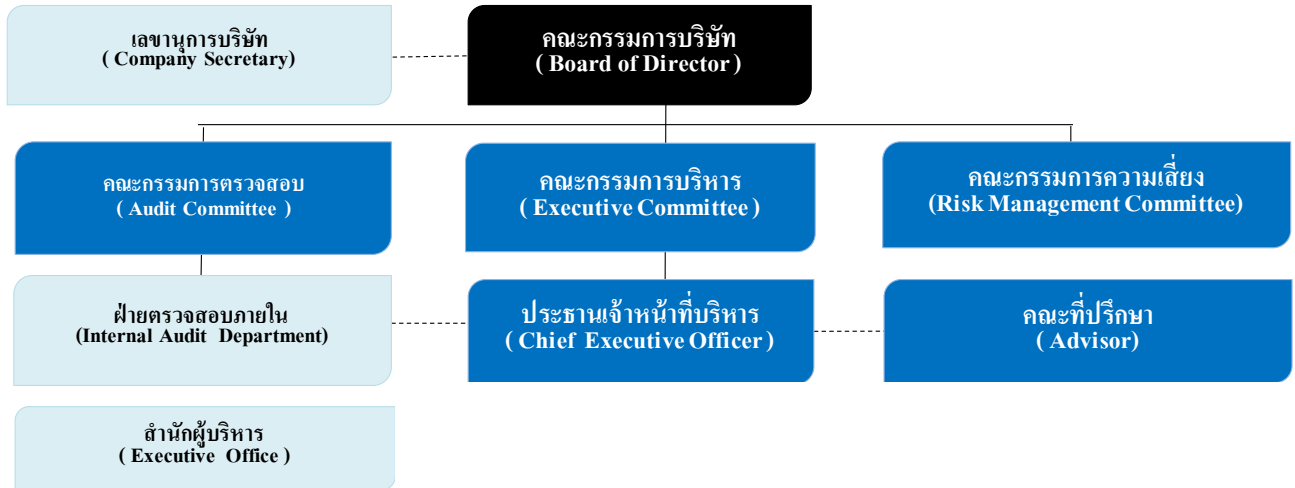 เลขานุการบริษัท
( Company Secretary)
คณะกรรมการบริษัท
( Board of Director )
คณะกรรมการตรวจสอบ
( Audit Committee )
คณะกรรมการบริหาร
( Executive Committee )
คณะกรรมการความเสี่ยง
(Risk Management Committee)
ฝ่ายตรวจสอบภายใน
(Internal Audit Department)
ประธานเจ้าหน้าที่บริหาร
( Chief Executive Officer )
คณะที่ปรึกษา
( Advisor)
สำนักผู้บริหาร
( Executive Office )